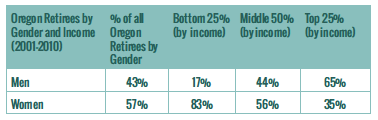 Oregon Retirees by Gender and Income (2001-2010) % of all Oregon Retirees by Gender Bottom 25% (by income) Middle 50% (by income) Top 25% (by income)
Men 43% 17% 44% 65%
Women 57% 83% 56% 35%